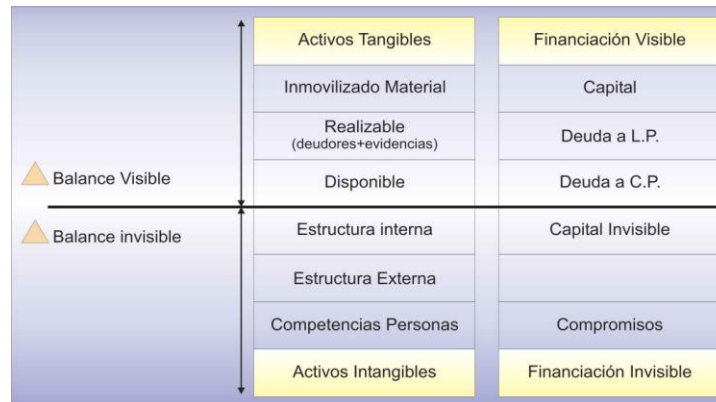 Activos Tangibles
Financiación Visible
Inmovilizado Material
Capital
Realizable
(deudores+evidencias)
Deuda a L.P.
Balance Visible
Disponible
Deuda a C.P.
Balance invisible
Estructura interna
Capital Invisible
Estructura Externa
Competencias Personas
Compromisos
Activos Intangibles
Financiación Invisible